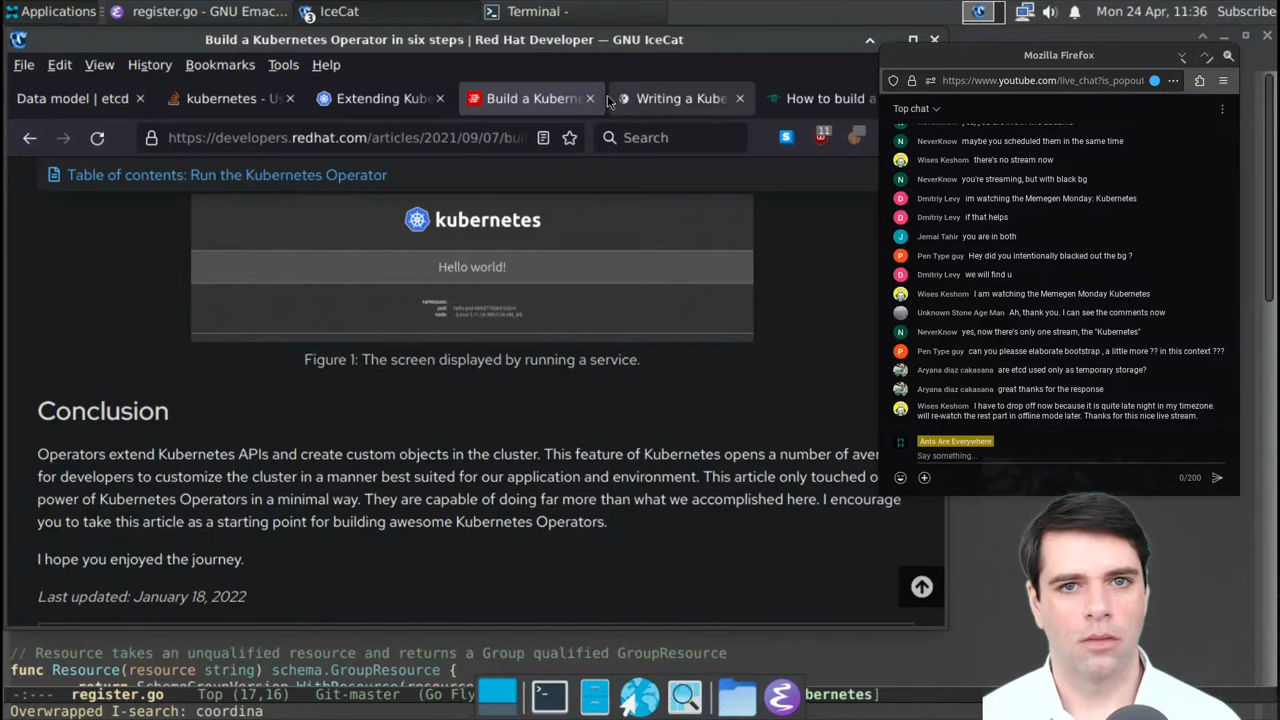 Applications
register.go - GNU Emac...
3
IceCat
Terminal -
Mon 24 Apr, 11:36
Subscribe
Build a Kubernetes Operator in six steps | Red Hat Developer — GNU IceCat
File Edit View History Bookmarks Tools Help
Data model | etcd
kubernetes - Us
Extending Kube
Build a Kubern
Writing a Kube
How to build a
https://developers.redhat.com/articles/2021/09/07/bui
Search
11
Table of contents: Run the Kubernetes Operator
kubernetes
Hello world!
Figure 1: The screen displayed by running a service.
Conclusion
Operators extend Kubernetes APIs and create custom objects in the cluster. This feature of Kubernetes opens a number of aven
for developers to customize the cluster in a manner best suited for our application and environment. This article only touched o
power of Kubernetes Operators in a minimal way. They are capable of doing far more than what we accomplished here. I encourage
you to take this article as a starting point for building awesome Kubernetes Operators.
I hope you enjoyed the journey.
Last updated: January 18, 2022
Mozilla Firefox
https://www.youtube.com/live_chat?is_popout
Top chat
NeverKnow maybe you scheduled them in the same time
Wises Keshom there's no stream now
NeverKnow you're streaming, but with black bg
Dmitriy Levy im watching the Memegen Monday: Kubernetes
Dmitriy Levy if that helps
Jemal Tahir you are in both
Pen Type guy Hey did you intentionally blacked out the bg ?
Dmitriy Levy we will find u
Wises Keshom I am watching the Memegen Monday Kubernetes
Unknown Stone Age Man Ah, thank you. I can see the comments now
NeverKnow yes, now there's only one stream, the "Kubernetes"
Pen Type guy can you pleasse elaborate bootstrap , a little more ?? in this context ???
Aryana diaz cakasana are etcd used only as temporary storage?
Aryana diaz cakasana great thanks for the response
Wises Keshom I have to drop off now because it is quite late night in my timezone.
will re-watch the rest part in offline mode later. Thanks for this nice live stream.
Ants Are Everywhere
Say something...
0/200
// Resource takes an unqualified resource and returns a Group qualified GroupResource
func Resource(resource string) schema.GroupResource {
-:--- register.go Top (17,16) Git-master (Go Fly
bernetes]
Overwrapped I-search: coordina